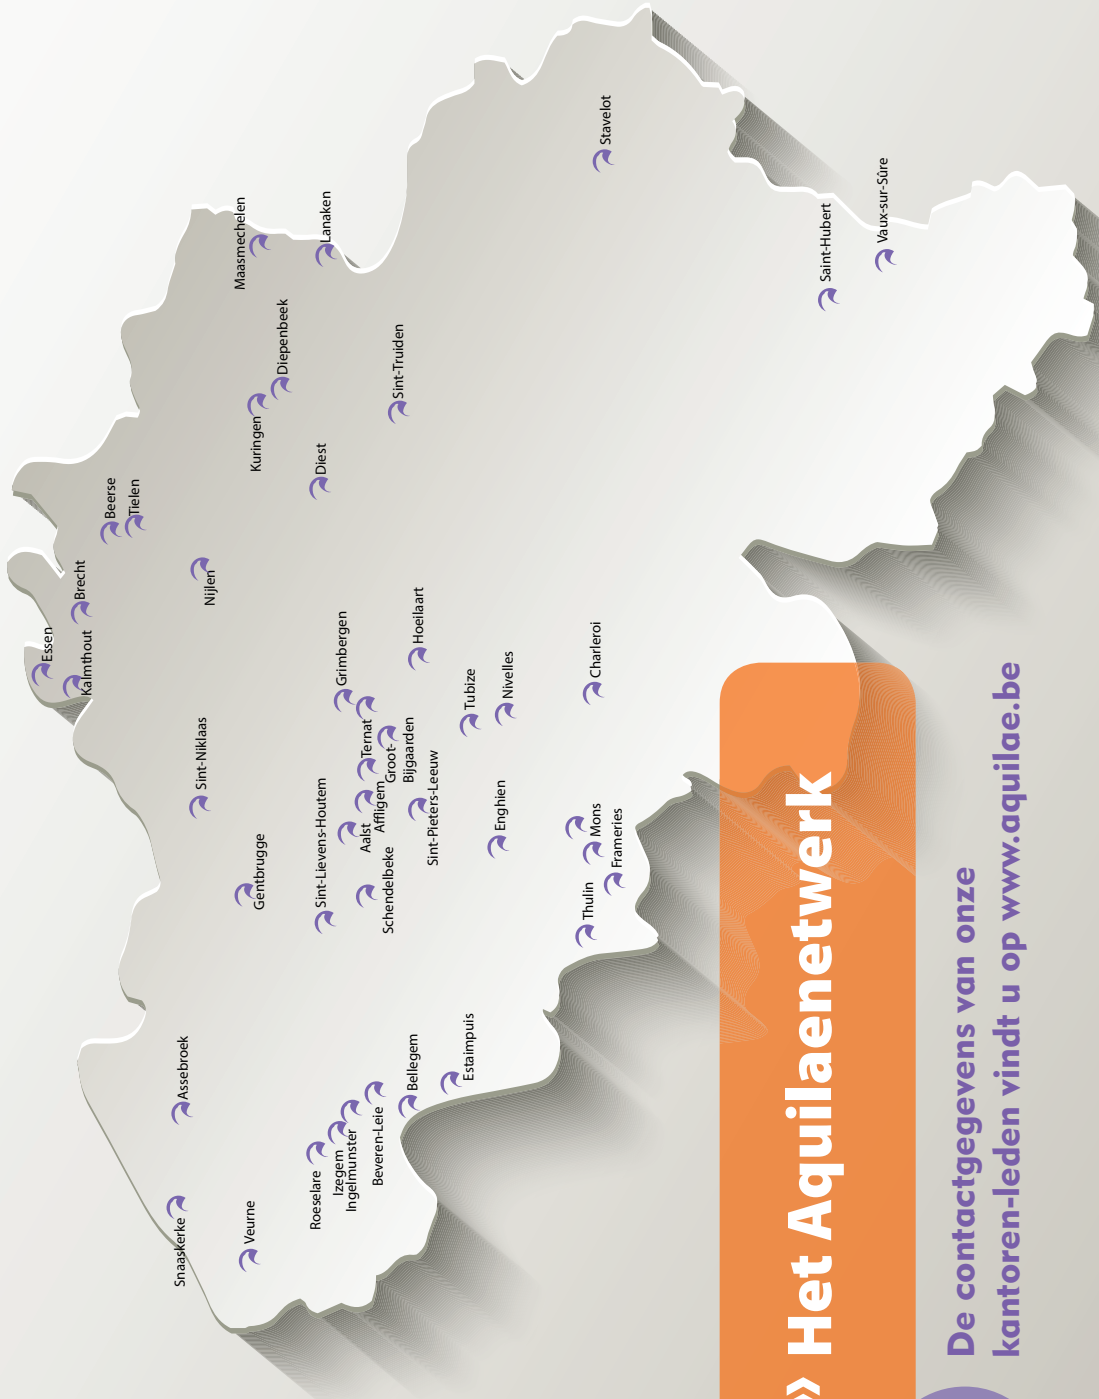 Essen
Kalmthout
Brecht
Beerse
Tielen
Nijlen
Maasmechelen
Lanaken
Kuringen
Diepenbeek
Diest
Sint-Truiden
Sint-Niklaas
Gentbrugge
Assebroek
Snaaskerke
Veurne
Roeselare
Izegem
Ingelmunster
Beveren-Leie
Bellegem
Estaimpuis
Sint-Lievens-Houtem
Schendelbeke
Aalst
Affligem
Ternat
Grimbergen
Groot-
Bijgaarden
Sint-Pieters-Leeuw
Hoeilaart
Tubize
Nivelles
Enghien
Charleroi
Mons
Frameries
Thulin
Stavelot
Saint-Hubert
Vaux-sur-Sûre
» Het Aquilaenetwerk
De contactgegevens van onze
kantoren-leden vindt u op www.aquilae.be